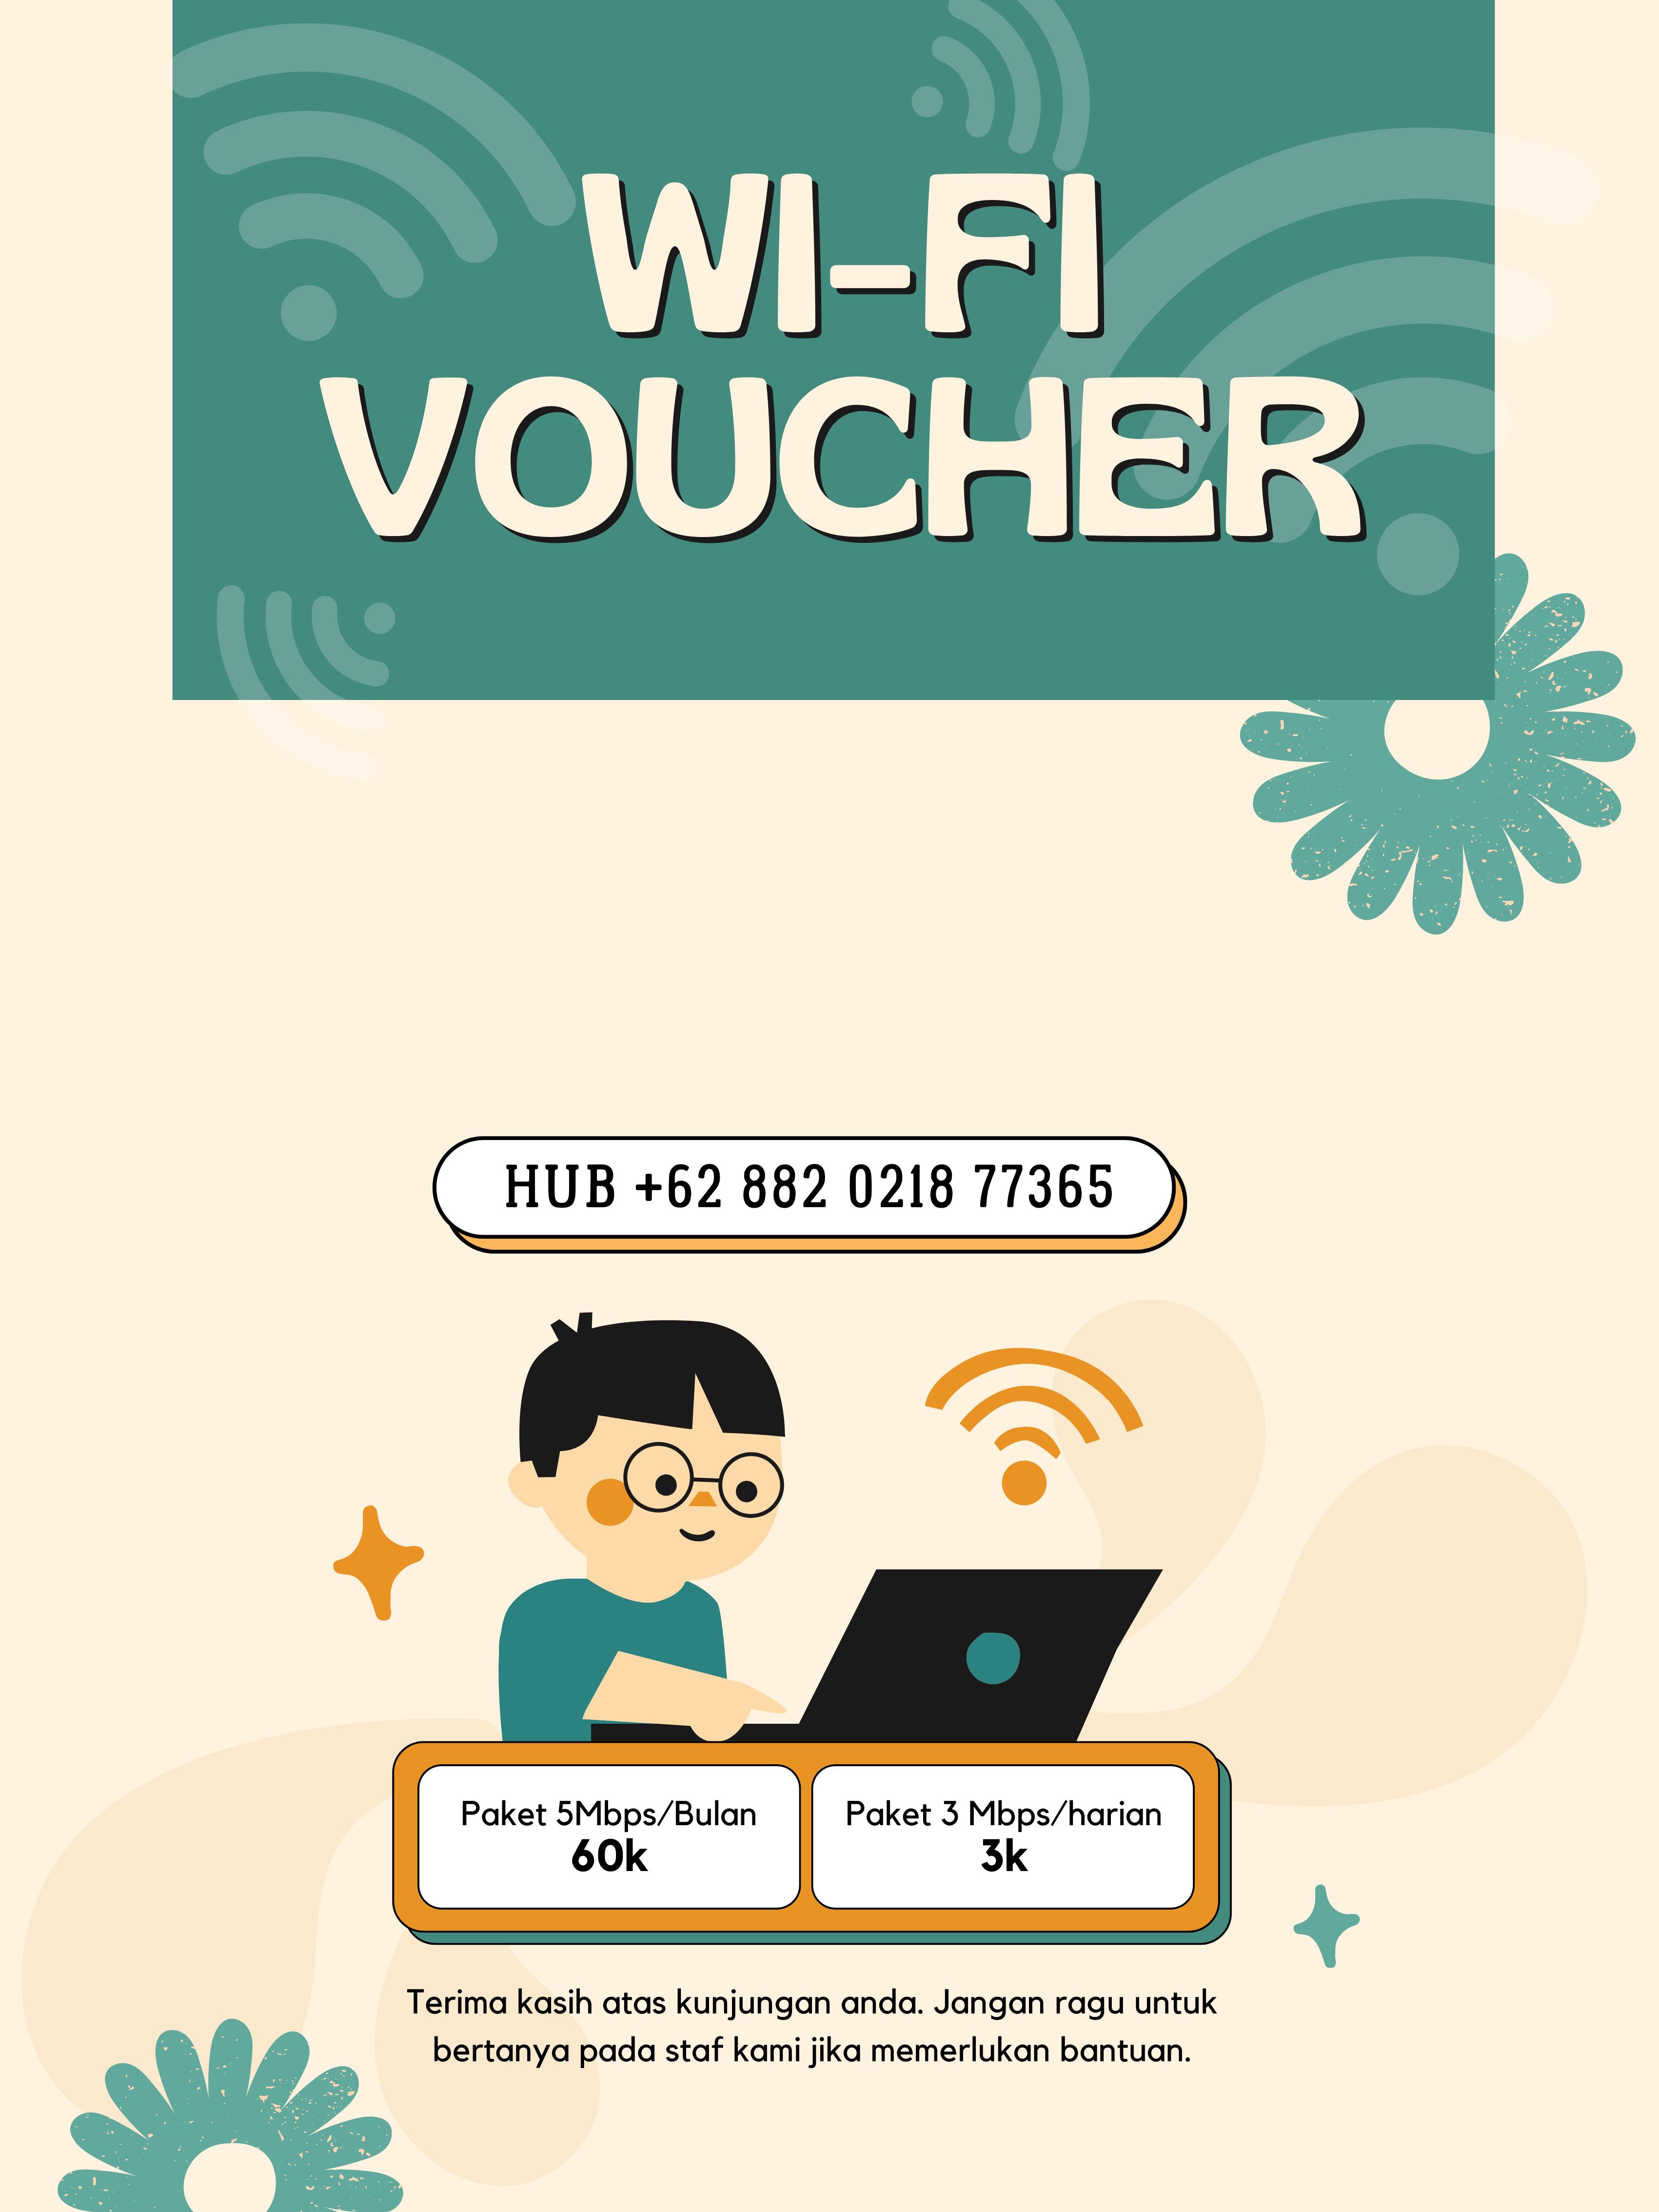 WI-FI
VOUCHER
HUB +62 882 0218 77365
Paket 5Mbps/Bulan
60k
Paket 3 Mbps/harian
3k
Terima kasih atas kunjungan anda. Jangan ragu untuk
bertanya pada staf kami jika memerlukan bantuan.